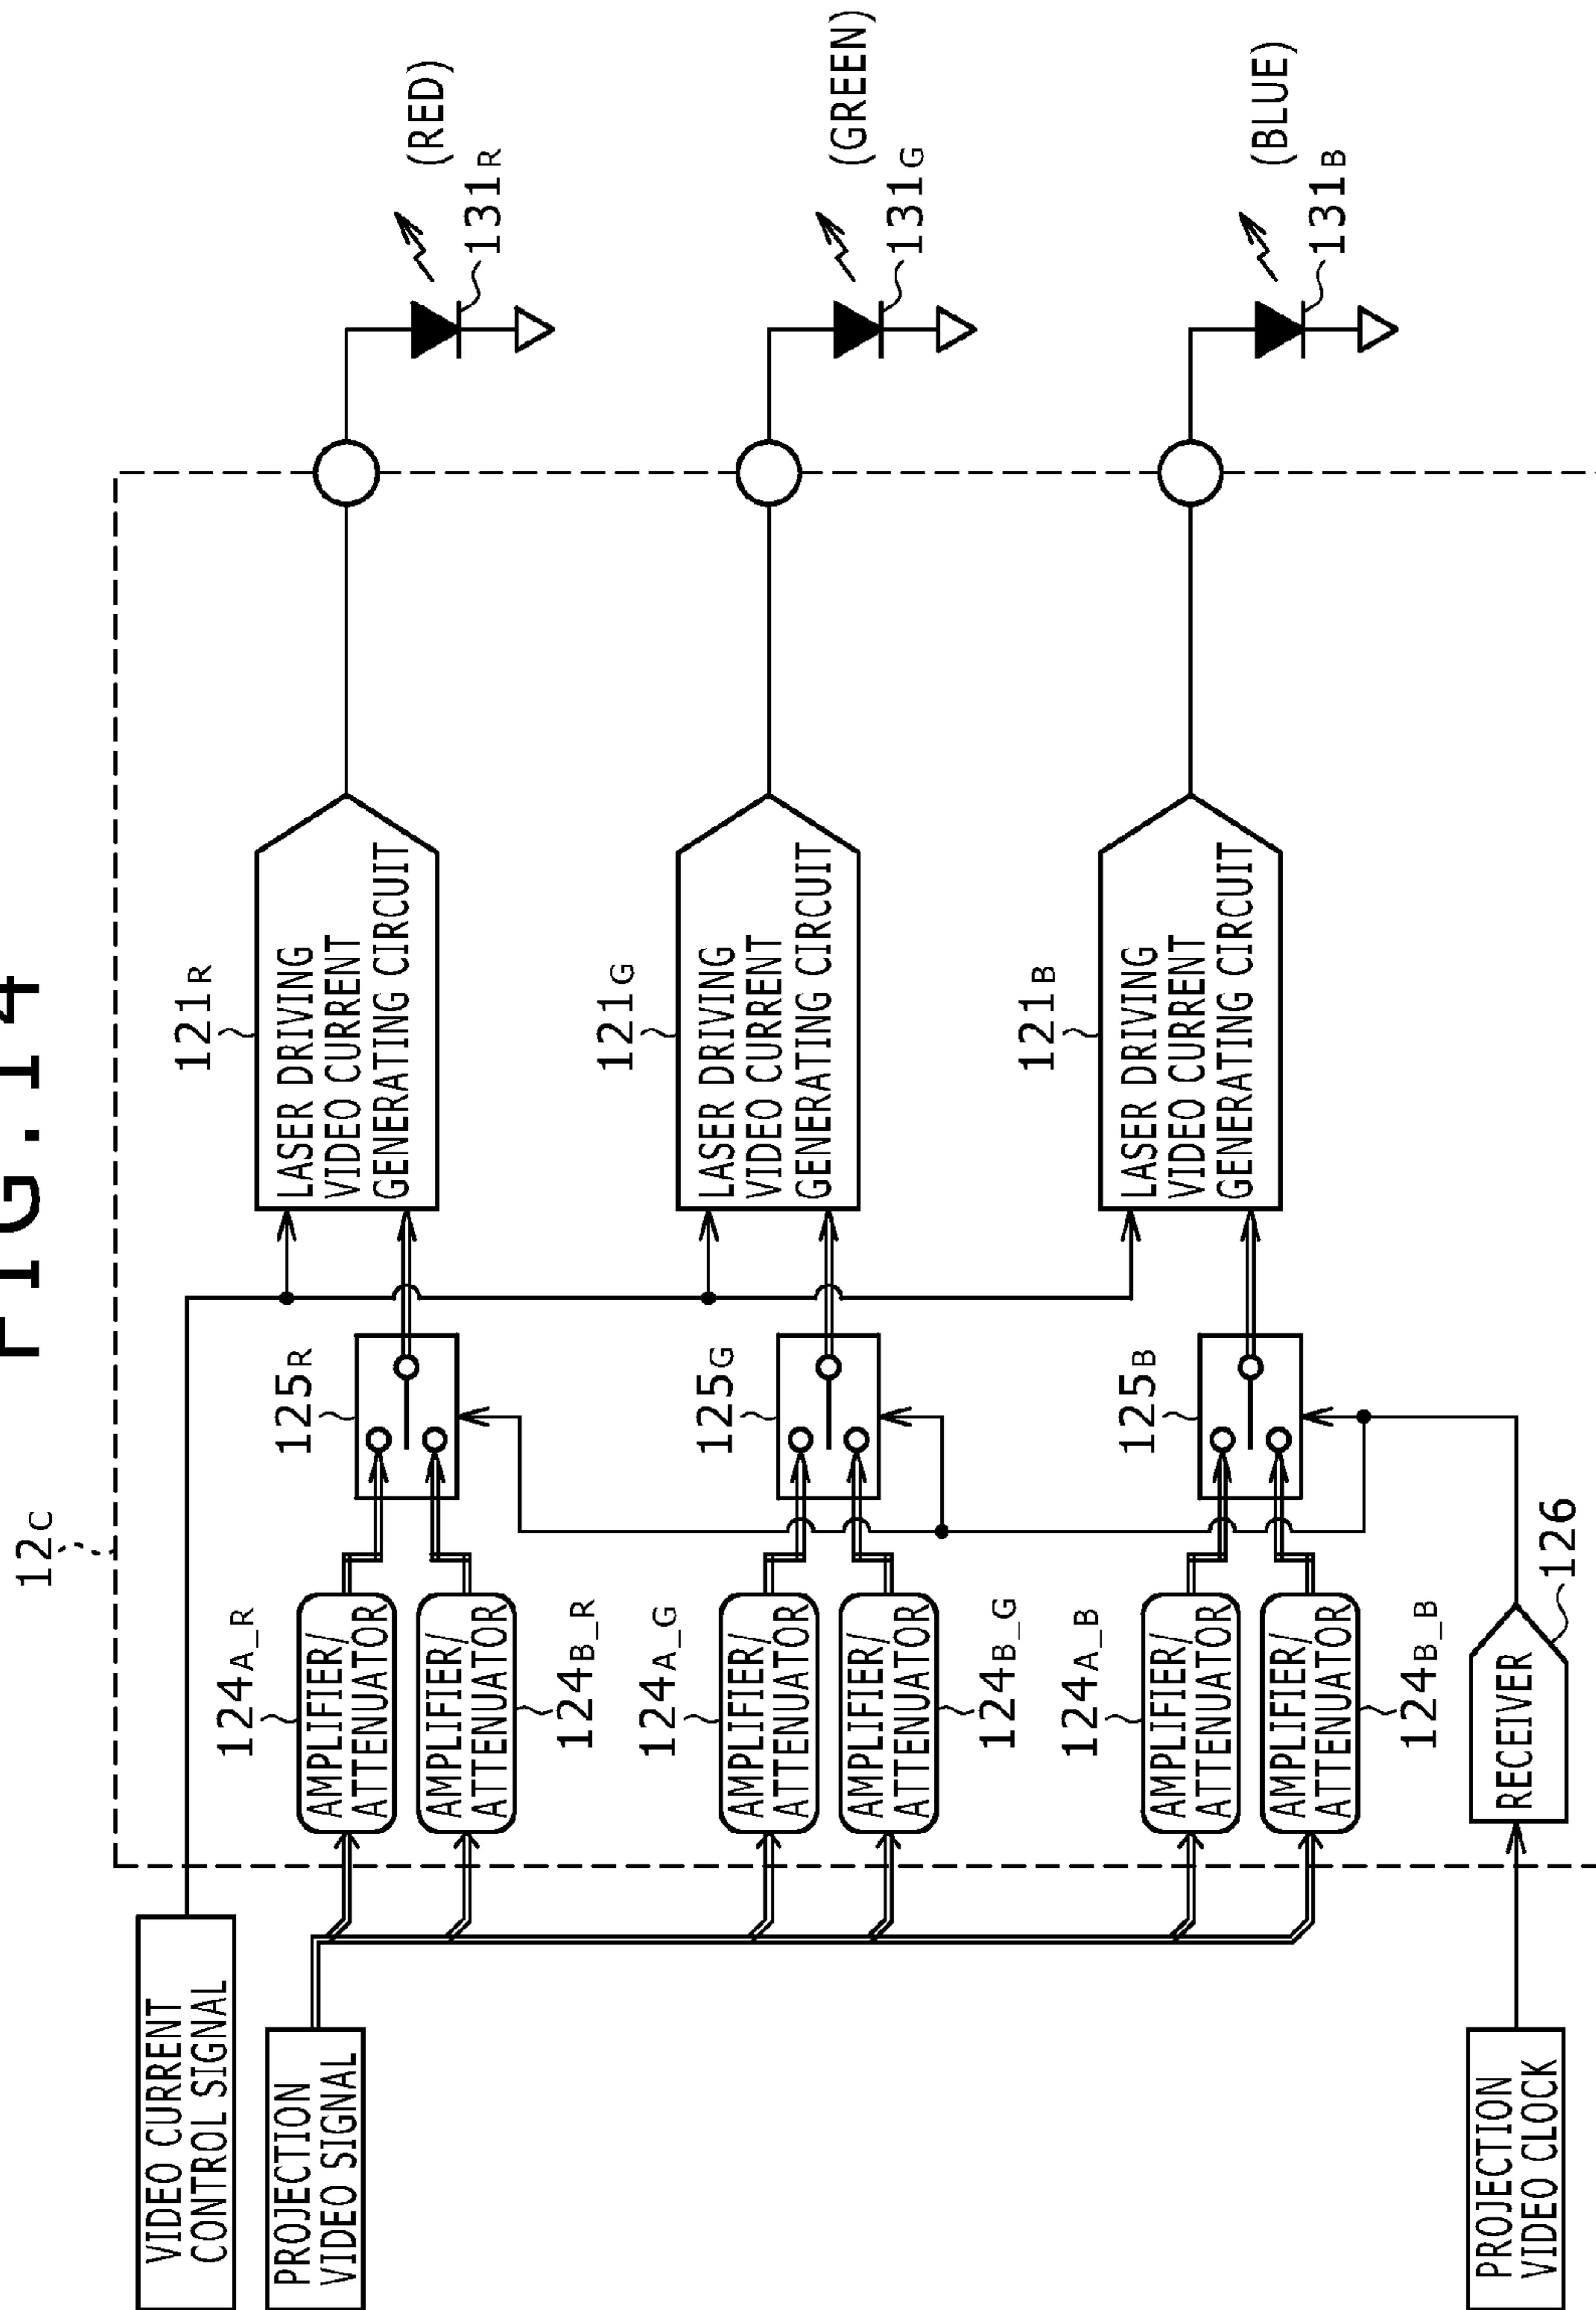 FIG.14
12C
VIDEO CURRENT
CONTROL SIGNAL
PROJECTION
VIDEO SIGNAL
124A_R
AMPLIFIER/
ATTENUATOR
AMPLIFIER/
ATTENUATOR
124B_R
125R
121R
LASER DRIVING
VIDEO CURRENT
GENERATING CIRCUIT
(RED)
131R
124A_G
AMPLIFIER/
ATTENUATOR
AMPLIFIER/
ATTENUATOR
124B_G
125G
121G
LASER DRIVING
VIDEO CURRENT
GENERATING CIRCUIT
(GREEN)
131G
124A_B
AMPLIFIER/
ATTENUATOR
AMPLIFIER/
ATTENUATOR
124B_B
125B
121B
LASER DRIVING
VIDEO CURRENT
GENERATING CIRCUIT
(BLUE)
131B
PROJECTION
VIDEO CLOCK
RECEIVER
126